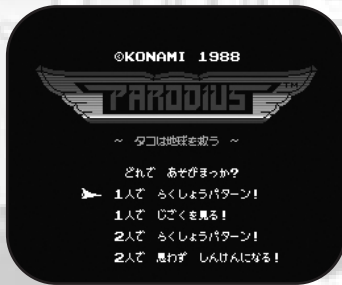 ©KONAMI 1988
PARODIUS™
～ タコは地球を救う ～
どれで あそびまっか?
1人で らくしょうパターン!
1人で じごくを見る!
2人で らくしょうパターン!
2人で 思わず しんけんになる!